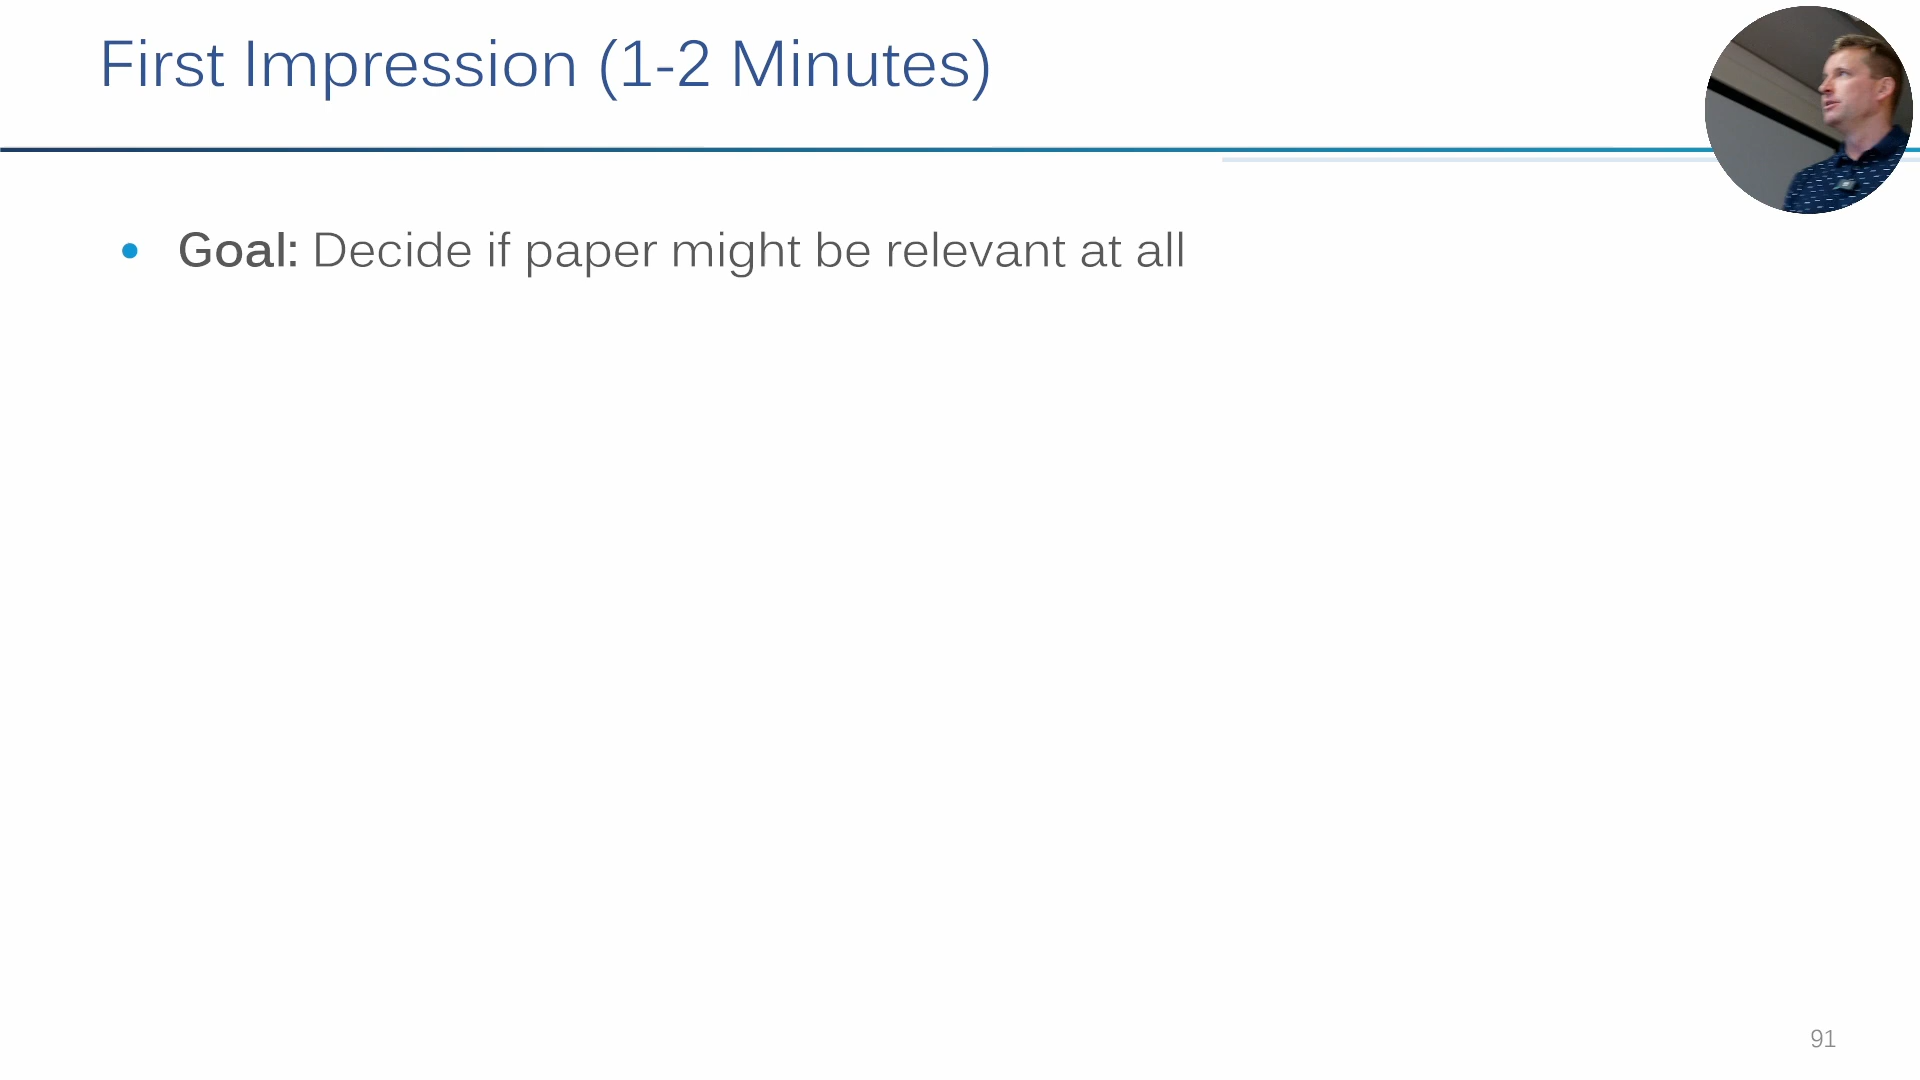 First Impression (1-2 Minutes)
• Goal: Decide if paper might be relevant at all
91